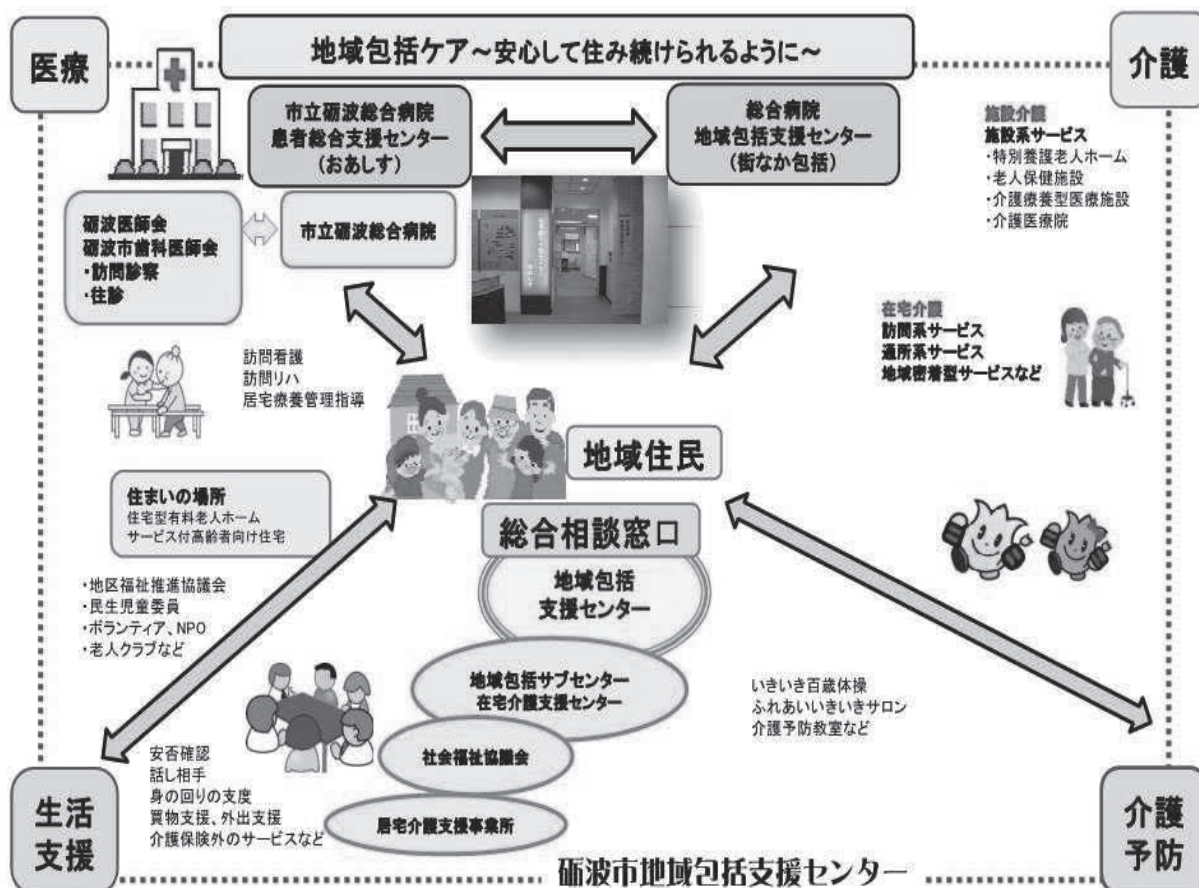 地域包括ケア~安心して住み続けられるように~
医療
介護
市立砺波総合病院
患者総合支援センター
(おあしす)
総合病院
地域包括支援センター
(街なか包括)
施設介護
施設系サービス
・特別養護老人ホーム
・老人保健施設
・介護療養型医療施設
・介護医療院
砺波医師会
砺波市歯科医師会
・訪問診察
・往診
市立砺波総合病院
在宅介護
訪問系サービス
通所系サービス
地域密着型サービスなど
訪問看護
訪問リハ
居宅療養管理指導
地域住民
住まいの場所
住宅型有料老人ホーム
サービス付高齢者向け住宅
総合相談窓口
地域包括
支援センター
・地区福祉推進協議会
・民生児童委員
・ボランティア、NPO
・老人クラブなど
地域包括サブセンター
在宅介護支援センター
いきいき百歳体操
ふれあいいきいきサロン
介護予防教室など
社会福祉協議会
安否確認
話し相手
身の回りの支度
買物支援、外出支援
介護保険外のサービスなど
居宅介護支援事業所
生活
支援
介護
予防
砺波市地域包括支援センター